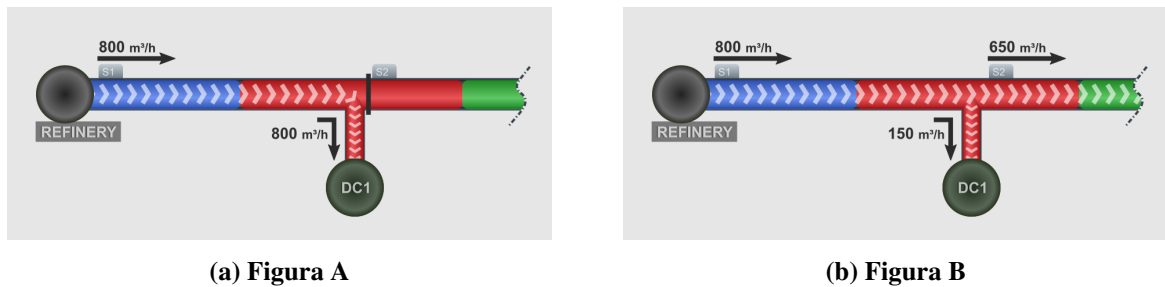 800 m³/h
S1
S2
REFINERY
800 m³/h
DC1
(a) Figura A
800 m³/h
650 m³/h
S1
S2
REFINERY
150 m³/h
DC1
(b) Figura B